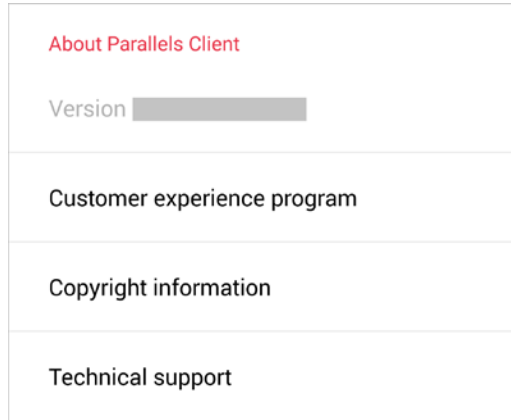 About Parallels Client
Version
Customer experience program
Copyright information
Technical support